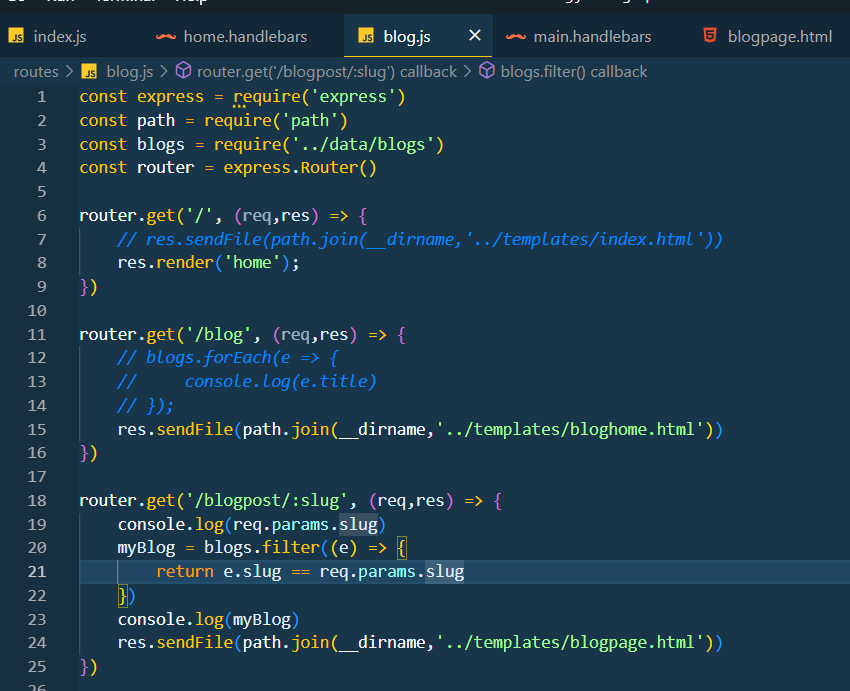 index.js home.handlebars JS blog.js × main.handlebars blogpage.html
routes > JS blog.js > router.get('/blogpost/:slug') callback > blogs.filter() callback
1 const express = require('express')
2 const path = require('path')
3 const blogs = require('../data/blogs')
4 const router = express.Router()
5
6 router.get('/', (req,res) => {
7 // res.sendFile(path.join(__dirname,'../templates/index.html'))
8 res.render('home');
9 })
10
11 router.get('/blog', (req,res) => {
12 // blogs.forEach(e => {
13 //     console.log(e.title)
14 // });
15 res.sendFile(path.join(__dirname,'../templates/bloghome.html'))
16 })
17
18 router.get('/blogpost/:slug', (req,res) => {
19 console.log(req.params.slug)
20 myBlog = blogs.filter((e) => {
21 return e.slug == req.params.slug
22 })
23 console.log(myBlog)
24 res.sendFile(path.join(__dirname,'../templates/blogpage.html'))
25 })
26